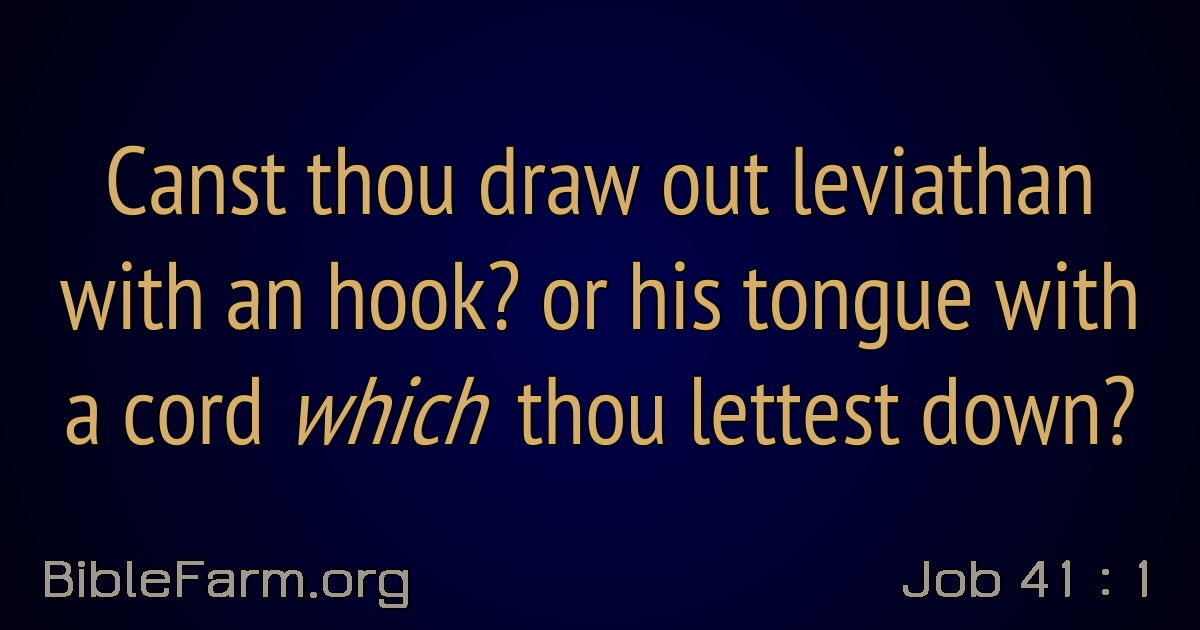 Canst thou draw out leviathan
with an hook? or his tongue with
a cord which thou lettest down?
BibleFarm.org
Job 41 : 1